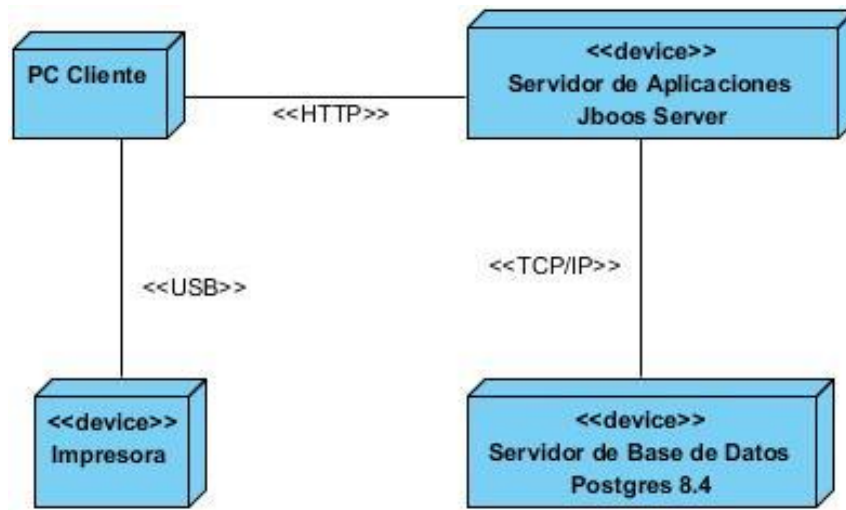 PC Cliente
<<HTTP>>
<<device>>
Servidor de Aplicaciones
Jboos Server
<<USB>>
<<TCP/IP>>
<<device>>
Impresora
<<device>>
Servidor de Base de Datos
Postgres 8.4